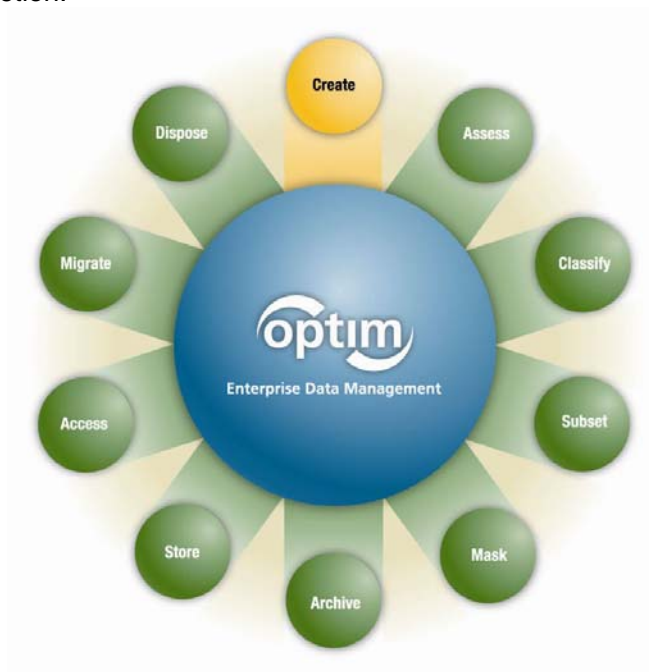 Create
Assess
Classify
Subset
Mask
Archive
Store
Access
Migrate
Dispose
optim
Enterprise Data Management